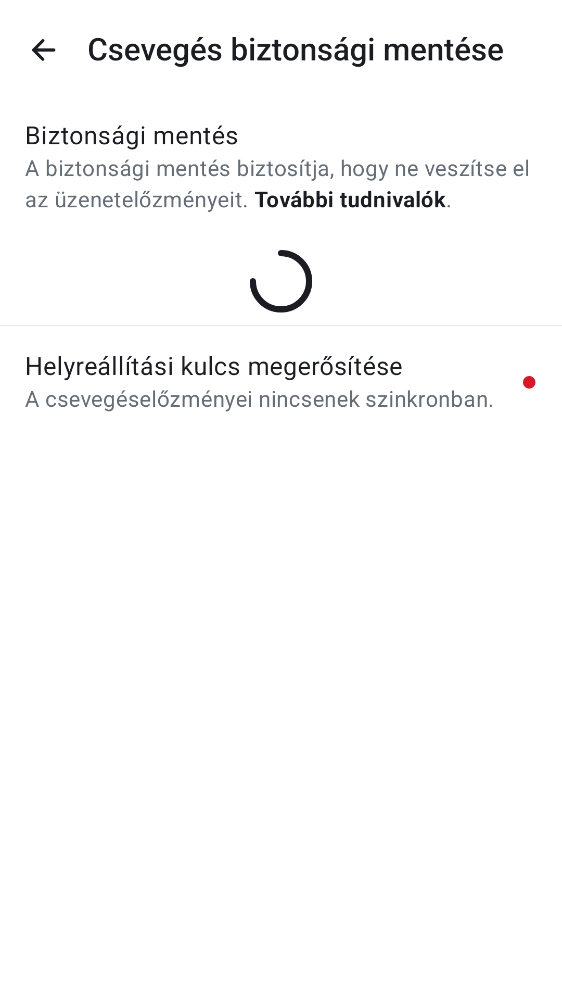 Csevegés biztonsági mentése
Biztonsági mentés
A biztonsági mentés biztosítja, hogy ne veszítse el
az üzenetelőzményeit. További tudnivalók.
Helyreállítási kulcs megerősítése
A csevegéselőzményei nincsenek szinkronban.